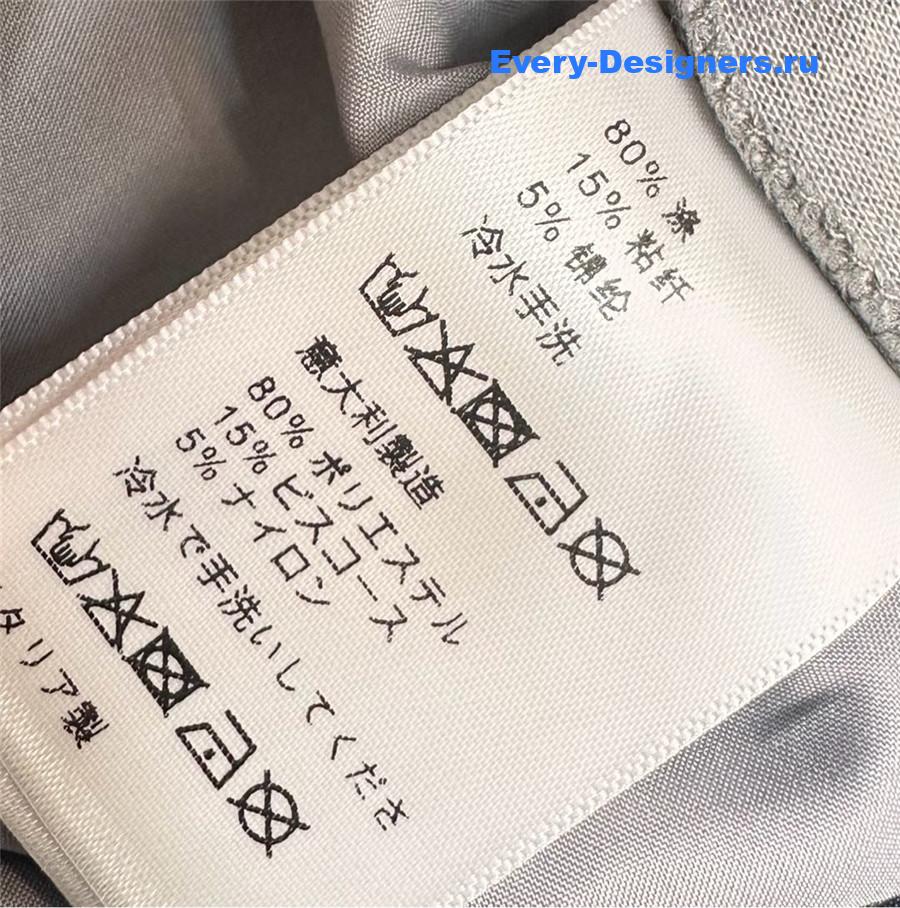 Every-Designers.ru
80% 涤
15% 粘纤
5% 锦纶
冷水手洗
意大利製造
80% ポリエステル
15% ビスコース
5% ナイロン
冷水で手洗いしてくださ
タリア製